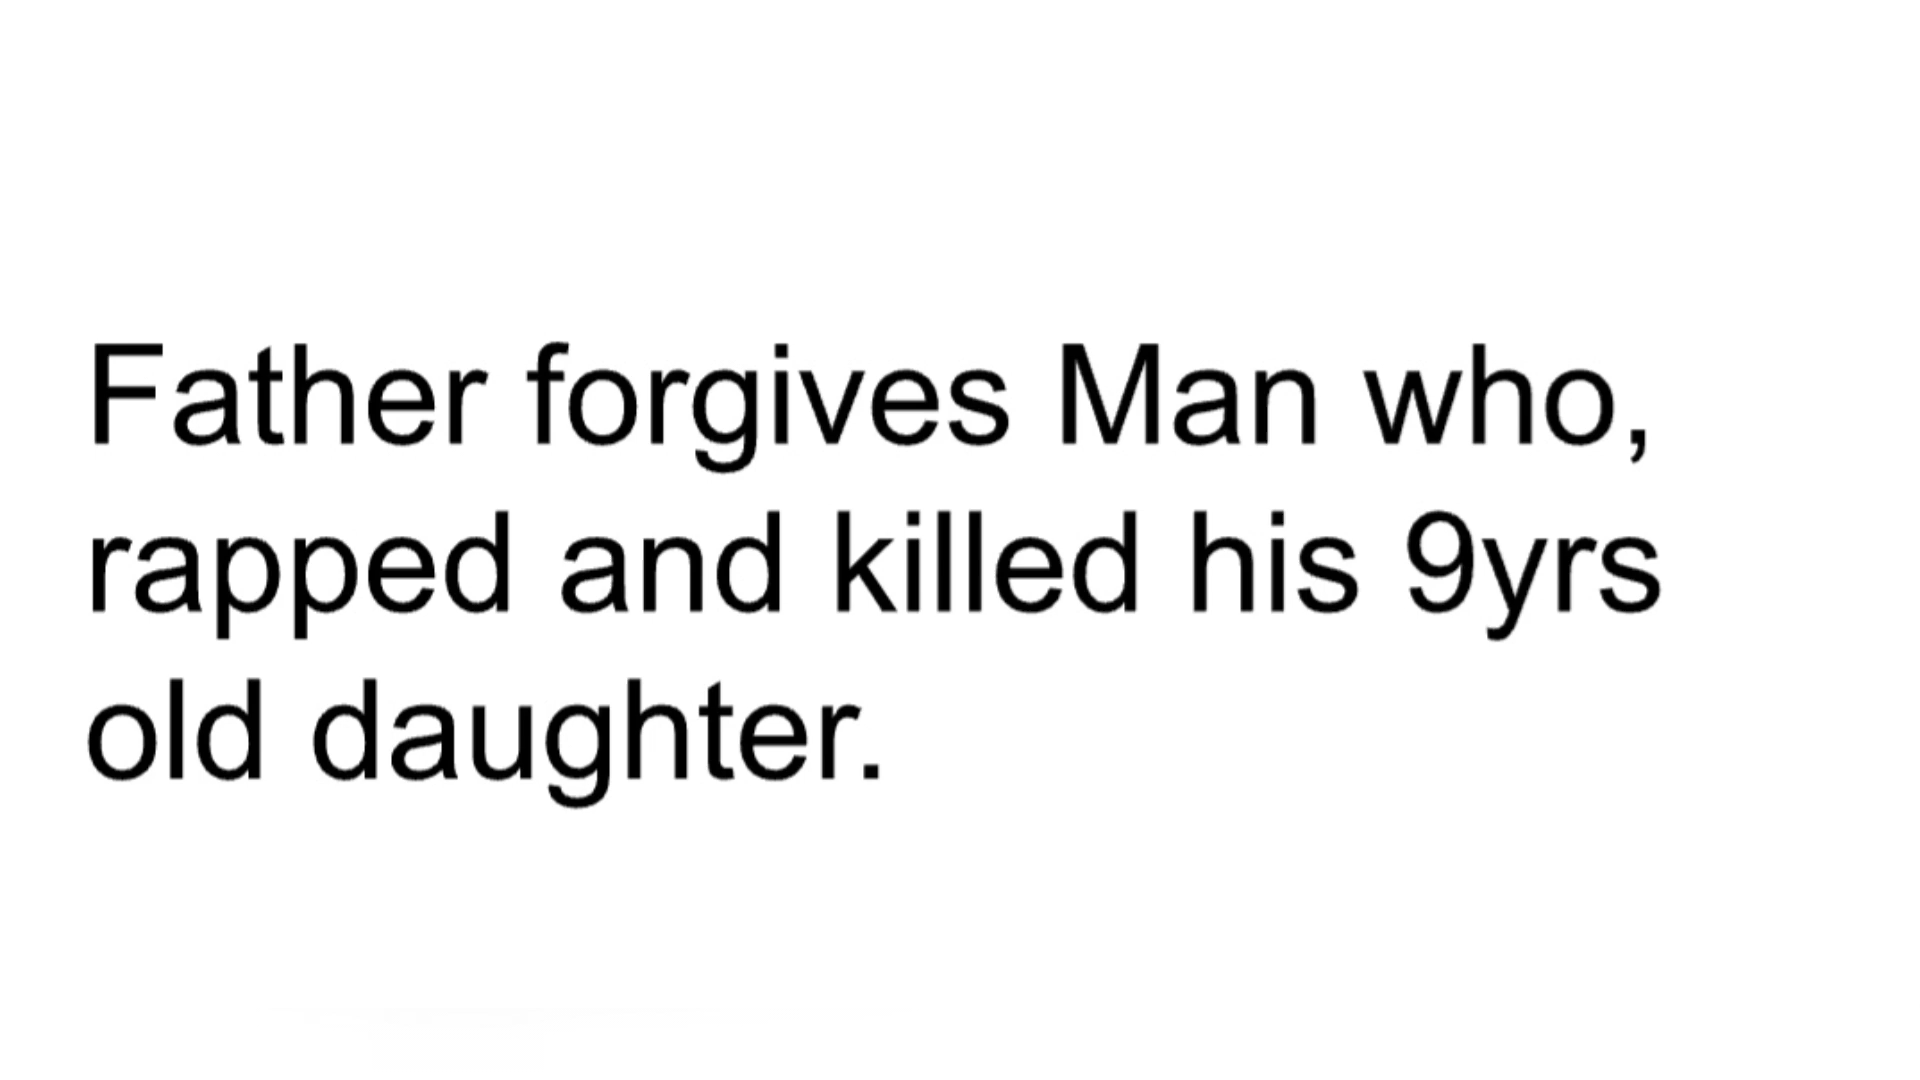 Father forgives Man who,
rapped and killed his 9yrs
old daughter.